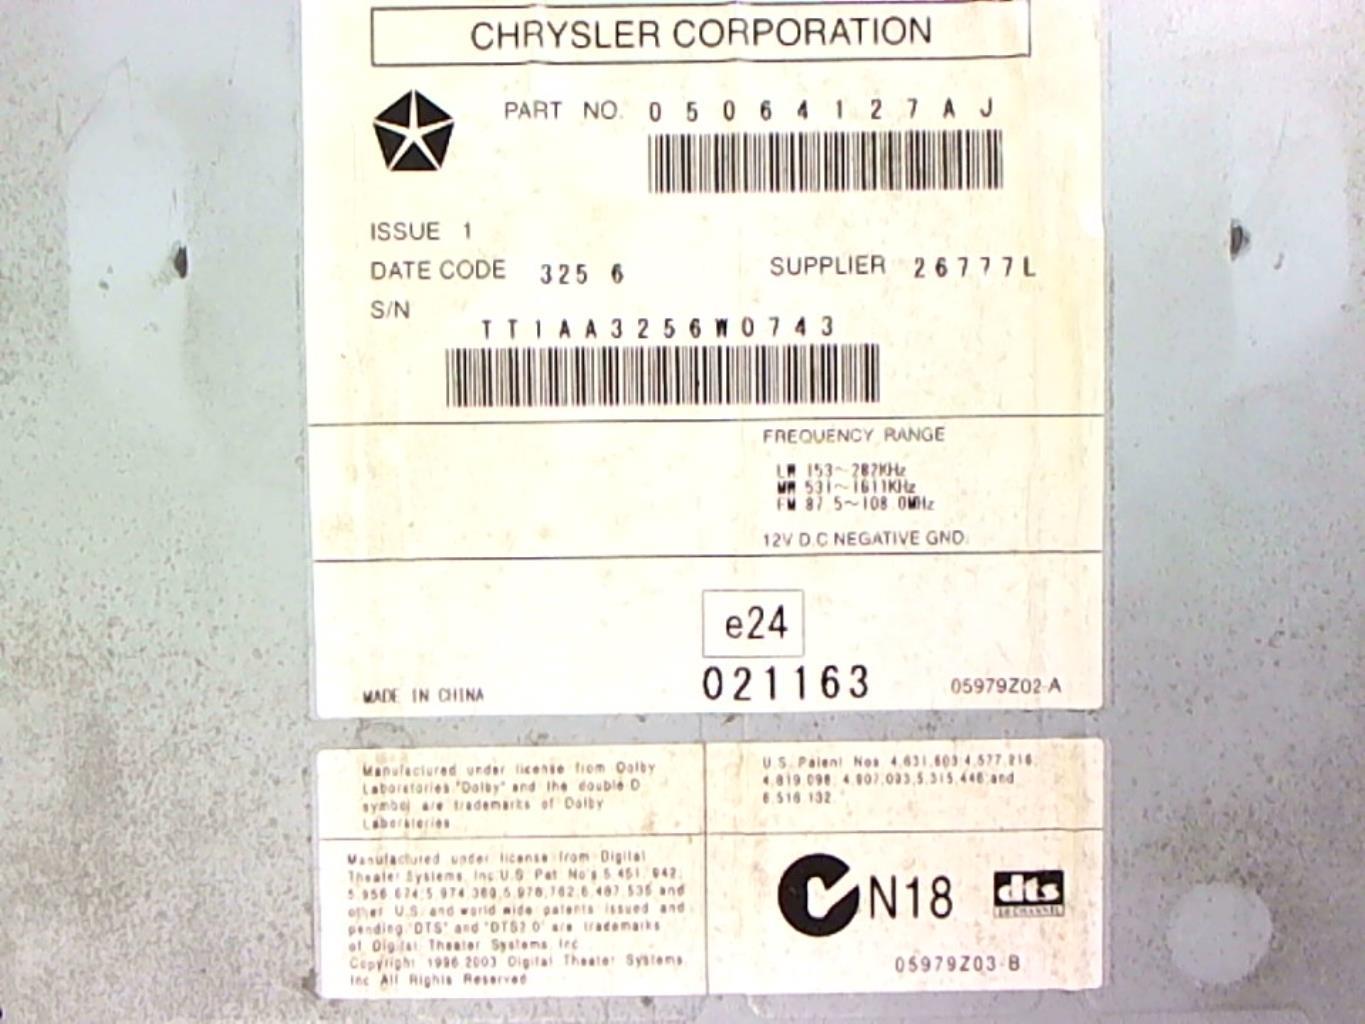 CHRYSLER CORPORATION
PART NO. 05064127AJ
ISSUE 1
DATE CODE 325 6
SUPPLIER 26777L
S/N
TT1AA3256W0743
FREQUENCY RANGE
LW 153~282KHz
MW 531~1611KHz
FM 87.5~108.0MHz
12V D.C NEGATIVE GND.
e24
021163
MADE IN CHINA
05979Z02-A
Manufactured under license from Dolby
Laboratories "Dolby" and the double-D
symbol are trademarks of Dolby
Laboratories
U.S. Patent Nos 4,631,603 4,577,216,
4,819,098, 4,907,093,5,315,448 and
6,516,132.
Manufactured under license from Digital
Theater Systems, Inc U.S. Pat. No's 5,451,942,
5,956,674,5,974,380,5,978,762,6,487,535 and
other U.S. and world wide patents issued and
pending "DTS" and "DTS2.0" are trademarks
of Digital Theater Systems, Inc
Copyright 1996-2003 Digital Theater Systems,
Inc All Rights Reserved
N18
dts
05979Z03-B